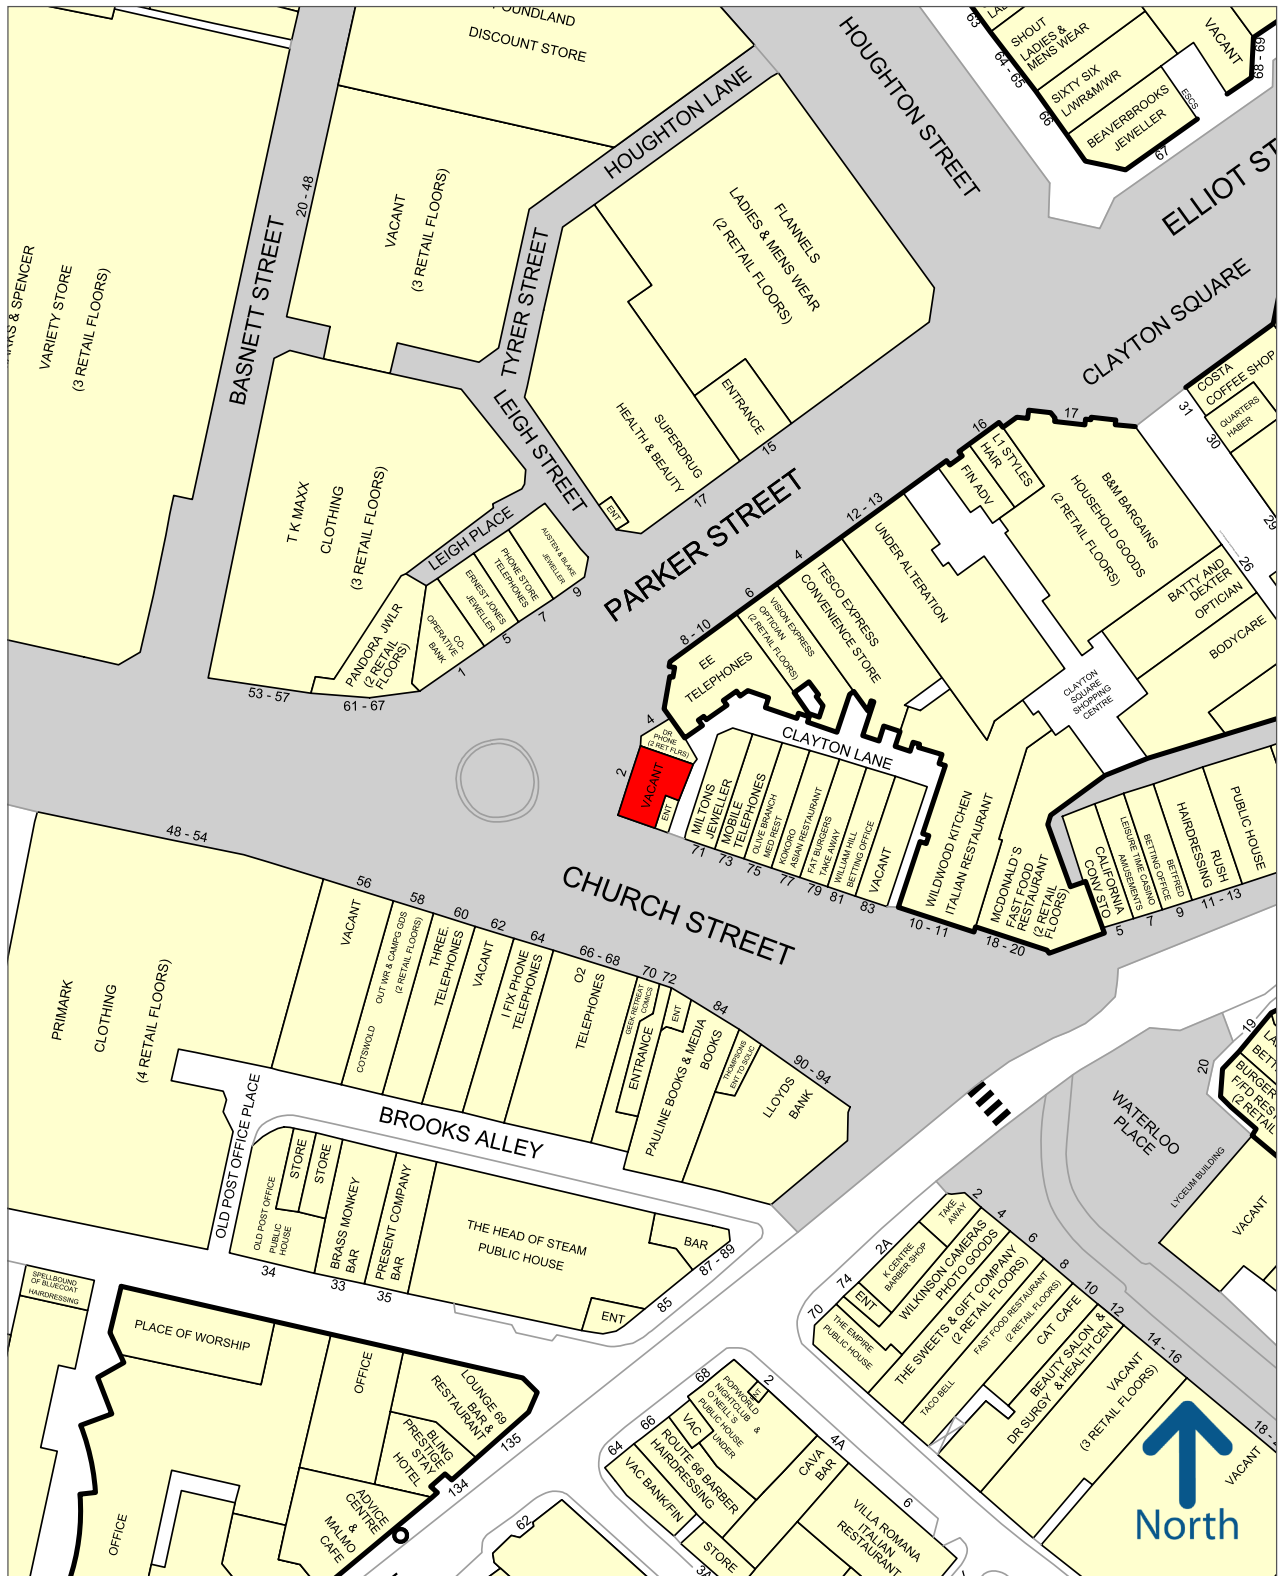 OUNDLAND
DISCOUNT STORE
HOUGHTON LANE
HOUGHTON STREET
63
LA
SHOUT
LADIES &
MENS WEAR
64 - 65
SIXTY SIX
L/WR&M/WR
66
BEAVERBROOKS
JEWELLER
67
ESCS
VACANT
68 - 69
ELLIOT ST
CLAYTON SQUARE
RKS & SPENCER
VARIETY STORE
(3 RETAIL FLOORS)
BASNETT STREET
20 - 48
VACANT
(3 RETAIL FLOORS)
TYRER STREET
LEIGH STREET
FLANNELS
LADIES & MENS WEAR
(2 RETAIL FLOORS)
ENTRANCE
15
SUPERDRUG
HEALTH & BEAUTY
17
ENT
PARKER STREET
T K MAXX
CLOTHING
(3 RETAIL FLOORS)
53 - 57
LEIGH PLACE
PANDORA JWLR
(2 RETAIL
FLOORS)
61 - 67
CO-
OPERATIVE
BANK
1
ERNEST JONES
JEWELLER
5
PHONE STORE
TELEPHONES
7
AUSTEN & BLAKE
JEWELLER
9
COSTA
COFFEE SHOP
31
QUARTERS
HABER
30
29
26
16
17
L1 STYLES
HAIR
FIN ADV
B&M BARGAINS
HOUSEHOLD GOODS
(2 RETAIL FLOORS)
BATTY AND
DEXTER
OPTICIAN
BODYCARE
CLAYTON
SQUARE
SHOPPING
CENTRE
12 - 13
UNDER ALTERATION
4
TESCO EXPRESS
CONVENIENCE STORE
6
VISION EXPRESS
OPTICIAN
(2 RETAIL FLOORS)
8 - 10
EE
TELEPHONES
4
DR
PHONE
(2 RET FLRS)
2
VACANT
ENT
CLAYTON LANE
MILTONS
JEWELLER
71
MOBILE
TELEPHONES
73
OLIVE BRANCH
MED REST
75
KOKORO
ASIAN RESTAURANT
77
FAT BURGERS
TAKE AWAY
79
WILLIAM HILL
BETTING OFFICE
81
VACANT
83
WILDWOOD KITCHEN
ITALIAN RESTAURANT
10 - 11
MCDONALD`S
FAST FOOD
RESTAURANT
(2 RETAIL
FLOORS)
18 - 20
CALIFORNIA
CONV STO
5
LEISURE TIME CASINO
AMUSEMENTS
7
BETFRED
BETTING OFFICE
9
RUSH
HAIRDRESSING
11 - 13
PUBLIC HOUSE
CHURCH STREET
48 - 54
PRIMARK
CLOTHING
(4 RETAIL FLOORS)
56
VACANT
58
COTSWOLD
OUT WR & CAMPG GDS
(2 RETAIL FLOORS)
60
THREE.
TELEPHONES
62
VACANT
64
I FIX PHONE
TELEPHONES
66 - 68
O2
TELEPHONES
70
GEEK RETREAT
COMICS
ENTRANCE
72
ENT
84
PAULINE BOOKS & MEDIA
BOOKS
THOMPSONS
ENT TO SOLIC
90 - 94
LLOYDS
BANK
BROOKS ALLEY
OLD POST OFFICE PLACE
OLD POST OFFICE
PUBLIC
HOUSE
34
STORE
STORE
BRASS MONKEY
BAR
33
PRESENT COMPANY
BAR
35
THE HEAD OF STEAM
PUBLIC HOUSE
BAR
87 - 89
ENT
85
WATERLOO
PLACE
19
20
LA
BETT
BURGER
F/FD RES
(2 RETAIL
LYCEUM BUILDING
VACANT
SPELLBOUND
OF BLUECOAT
HAIRDRESSING
PLACE OF WORSHIP
OFFICE
OFFICE
LOUNGE 69
BAR &
RESTAURANT
135
BLING
PRESTIGE
STAY
HOTEL
134
ADVICE
CENTRE
&
MALMO
CAFE
2
TAKE
AWAY
2A
K CENTRE
BARBER SHOP
74
ENT
70
THE EMPIRE
PUBLIC HOUSE
4
WILKINSON CAMERAS
PHOTO GOODS
6
THE SWEETS & GIFT COMPANY
(2 RETAIL FLOORS)
8
TACO BELL
FAST FOOD RESTAURANT
(2 RETAIL FLOORS)
10
CAT CAFE
12
BEAUTY SALON &
DR SURGY & HEALTH CEN
14 - 16
VACANT
(3 RETAIL FLOORS)
18 -
VACANT
68
POPWORLD
NIGHTCLUB
O`NEILL`S &
PUBLIC HOUSE
UNDER
2
66
VAC
ROUTE 66 BARBER
HAIRDRESSING
64
VAC BANK/FIN
STORE
3A
4A
CAVA
BAR
6
VILLA ROMANA
ITALIAN
RESTAURANT
62
North